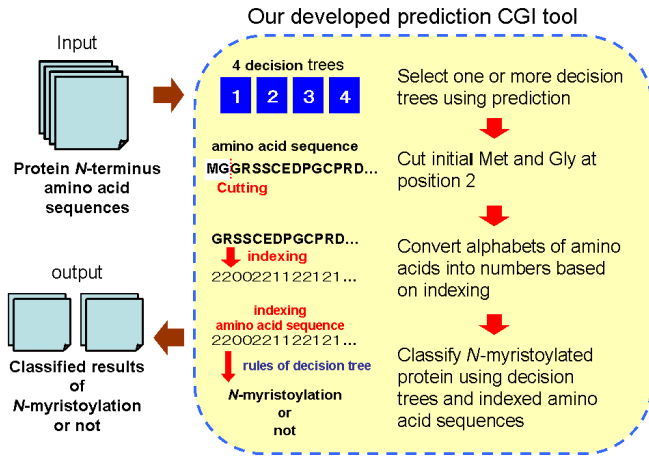 Our developed prediction CGI tool
Input
Protein N-terminus
amino acid
sequences
4 decision trees
1 2 3 4
Select one or more decision
trees using prediction
amino acid sequence
MGGRSSCEDPGCPRD...
Cutting
Cut initial Met and Gly at
position 2
GRSSCEDPGCPRD...
indexing
2200221122121...
Convert alphabets of amino
acids into numbers based
on indexing
output
Classified results
of
N-myristoylation
or not
indexing
amino acid sequence
2200221122121...
rules of decision tree
N-myristoylation
or
not
Classify N-myristoylated
protein using decision
trees and indexed amino
acid sequences